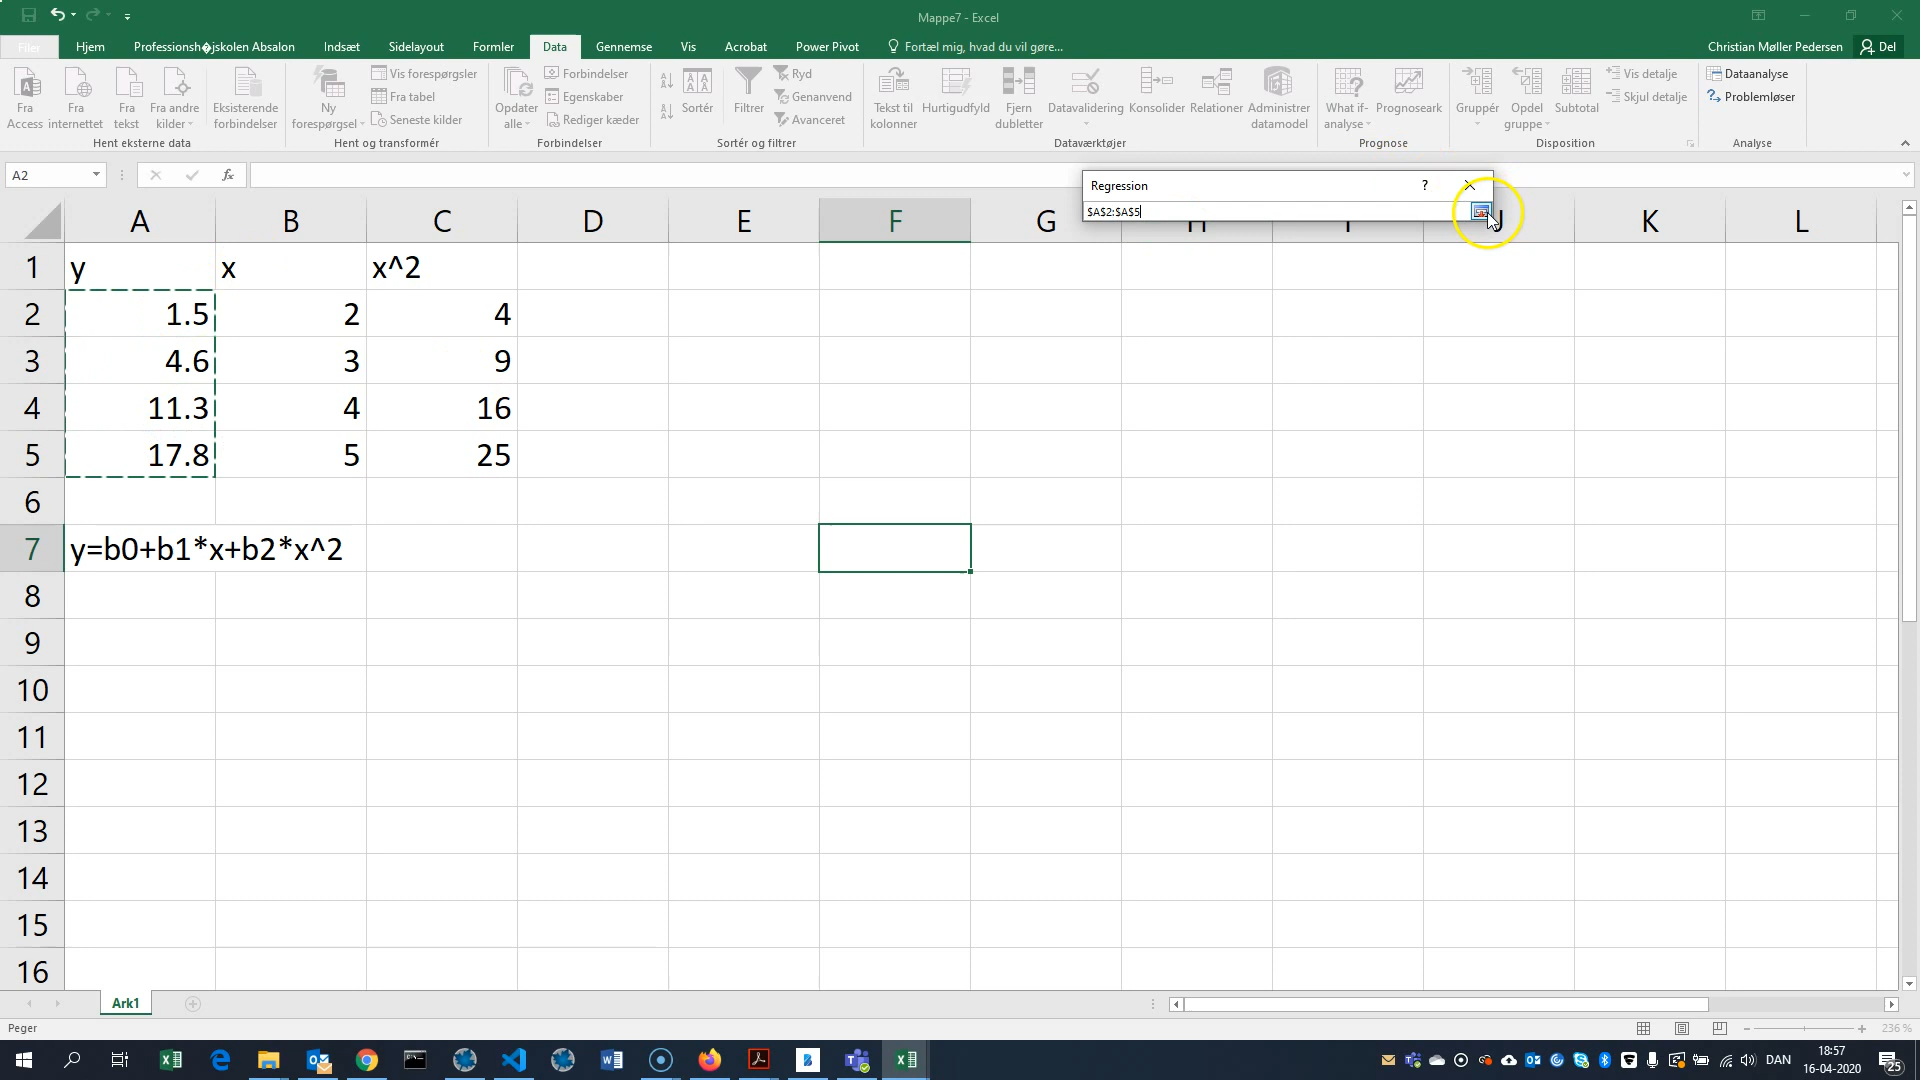 Mappe7 - Excel
Filer Hjem Professionsh�jskolen Absalon Indsæt Sidelayout Formler Data Gennemse Vis Acrobat Power Pivot Fortæl mig, hvad du vil gøre... Christian Møller Pedersen Del
Fra Access
Fra internettet
Fra tekst
Fra andre kilder
Eksisterende forbindelser
Hent eksterne data
Ny forespørgsel
Vis forespørgsler
Fra tabel
Seneste kilder
Hent og transformér
Opdater alle
Forbindelser
Egenskaber
Rediger kæder
Forbindelser
Sortér
Filtrer
Ryd
Genanvend
Avanceret
Sortér og filtrer
Tekst til kolonner
Hurtigudfyld
Fjern dubletter
Datavalidering
Konsolider
Relationer
Administrer datamodel
Dataværktøjer
What if-analyse
Prognoseark
Prognose
Gruppér
Opdel gruppe
Subtotal
Vis detalje
Skjul detalje
Disposition
Dataanalyse
Problemløser
Analyse
A2 fx
Regression ?
$A$2:$A$5
A B C D E F G H I J K L
1 y x x^2
2 1.5 2 4
3 4.6 3 9
4 11.3 4 16
5 17.8 5 25
6
7 y=b0+b1*x+b2*x^2
8
9
10
11
12
13
14
15
16
Ark1
Peger 236 %
DAN 18:57
16-04-2020
25